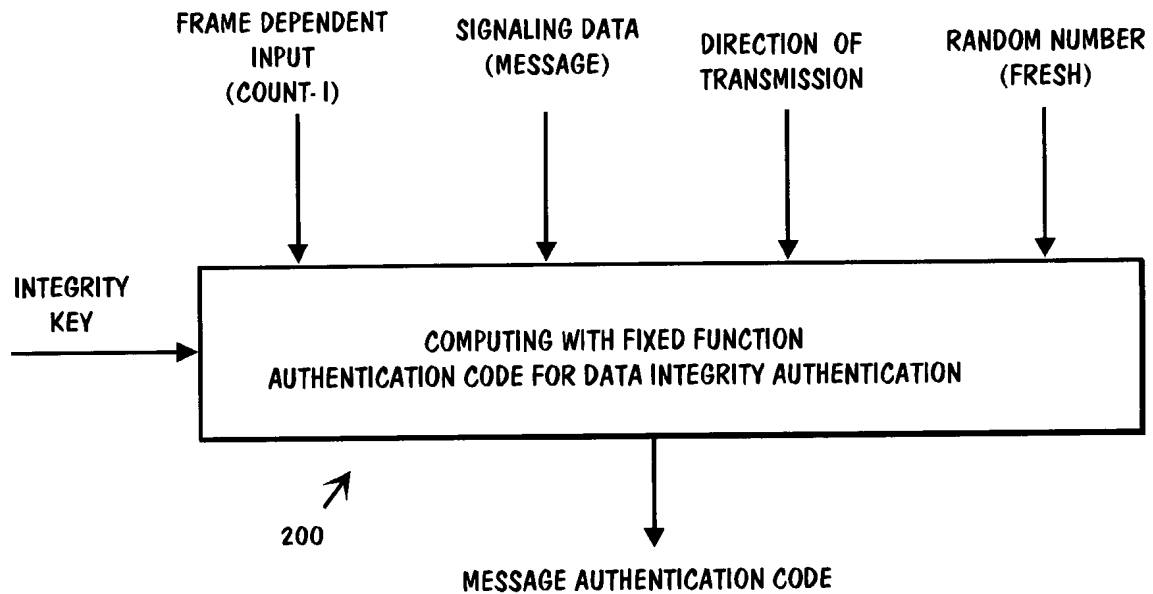 FRAME DEPENDENT
INPUT
(COUNT-I)
SIGNALING DATA
(MESSAGE)
DIRECTION OF
TRANSMISSION
RANDOM NUMBER
(FRESH)
INTEGRITY
KEY
COMPUTING WITH FIXED FUNCTION
AUTHENTICATION CODE FOR DATA INTEGRITY AUTHENTICATION
200
MESSAGE AUTHENTICATION CODE